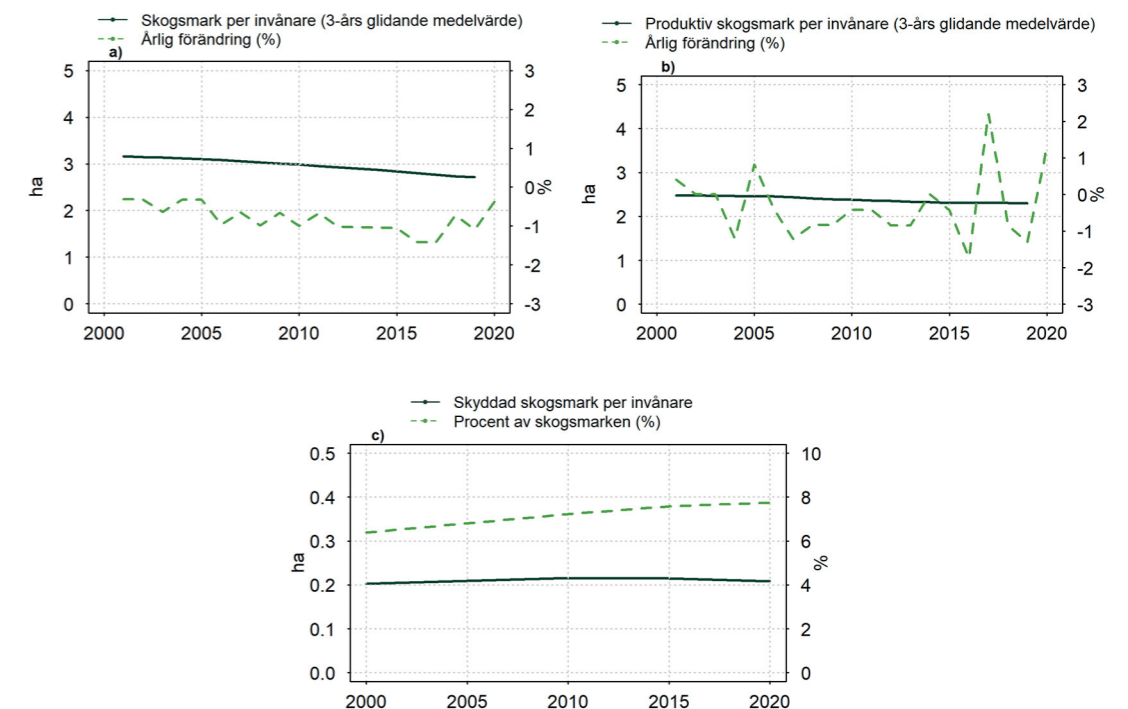 Skogsmark per invånare (3-års glidande medelvärde)
Årlig förändring (%)
a)
5
4
3
2
1
0
ha
3
2
1
0
-1
-2
-3
%
2000 2005 2010 2015 2020
Produktiv skogsmark per invånare (3-års glidande medelvärde)
Årlig förändring (%)
b)
5
4
3
2
1
0
ha
3
2
1
0
-1
-2
-3
%
2000 2005 2010 2015 2020
Skyddad skogsmark per invånare
Procent av skogsmarken (%)
c)
0.5
0.4
0.3
0.2
0.1
0.0
ha
10
8
6
4
2
0
%
2000 2005 2010 2015 2020